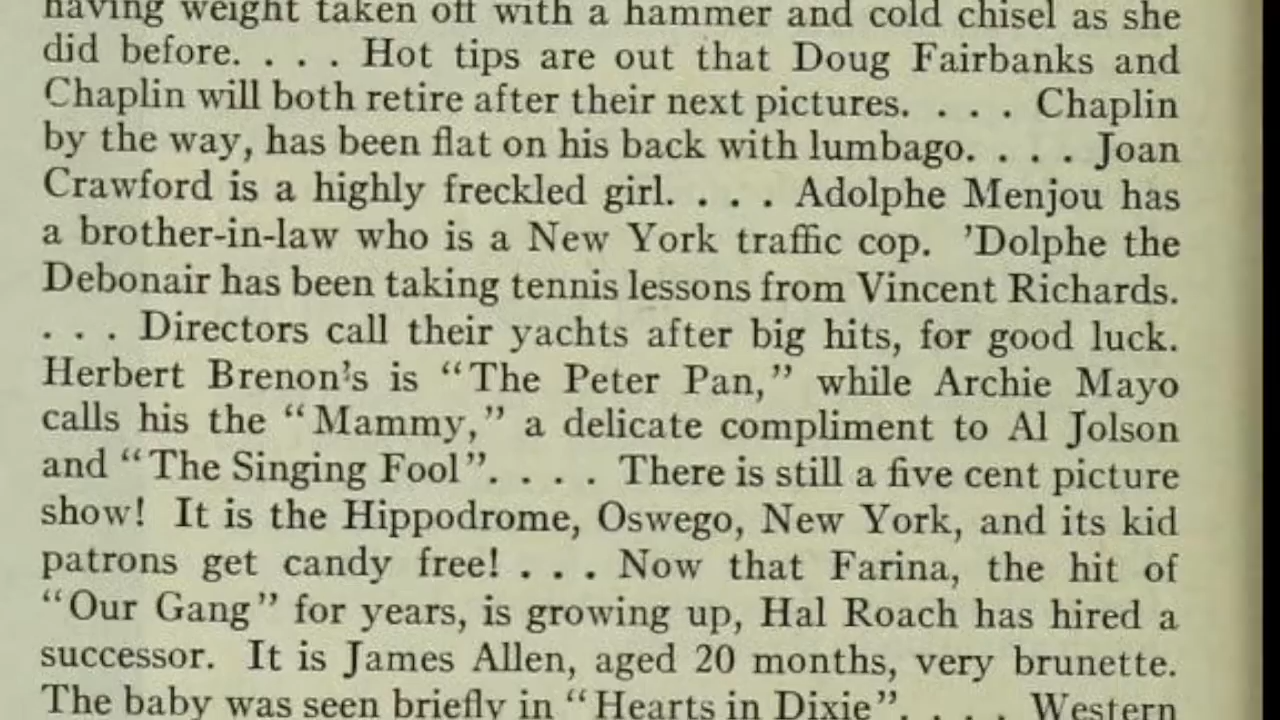 having weight taken off with a hammer and cold chisel as she
did before. . . . Hot tips are out that Doug Fairbanks and
Chaplin will both retire after their next pictures. . . . Chaplin
by the way, has been flat on his back with lumbago. . . . Joan
Crawford is a highly freckled girl. . . . Adolphe Menjou has
a brother-in-law who is a New York traffic cop. 'Dolphe the
Debonair has been taking tennis lessons from Vincent Richards.
. . . Directors call their yachts after big hits, for good luck.
Herbert Brenon's is "The Peter Pan," while Archie Mayo
calls his the "Mammy," a delicate compliment to Al Jolson
and "The Singing Fool". . . . There is still a five cent picture
show! It is the Hippodrome, Oswego, New York, and its kid
patrons get candy free! . . . Now that Farina, the hit of
"Our Gang" for years, is growing up, Hal Roach has hired a
successor. It is James Allen, aged 20 months, very brunette.
The baby was seen briefly in "Hearts in Dixie". . . . Western